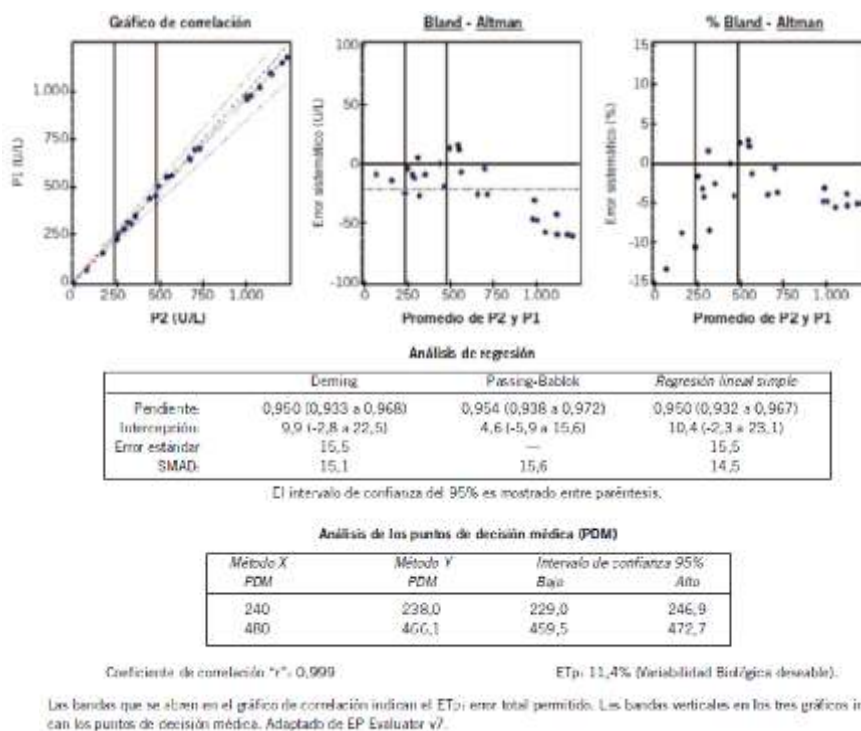 Gráfico de correlación
Bland - Altman
% Bland - Altman
P1 (U/L)
1.000
750
500
250
0
0 250 500 750 1.000
P2 (U/L)
Error sistemático (U/L)
100
50
0
-50
-100
0 250 500 750 1.000
Promedio de P2 y P1
Error sistemático (%)
15
10
5
0
-5
-10
-15
0 250 500 750 1.000
Promedio de P2 y P1
Análisis de regresión
Deming Passing-Bablok Regresión lineal simple
Pendiente: 0,950 (0,933 a 0,968) 0,954 (0,938 a 0,972) 0,950 (0,932 a 0,967)
Intercepción: 9,9 (-2,8 a 22,5) 4,6 (-5,9 a 15,6) 10,4 (-2,3 a 23,1)
Error estándar 15,5 — 15,5
SMAD: 15,1 15,6 14,5
El intervalo de confianza del 95% es mostrado entre paréntesis.
Análisis de los puntos de decisión médica (PDM)
Método X Método Y Intervalo de confianza 95%
PDM PDM Bajo Alto
240 238,0 229,0 246,9
480 466,1 459,5 472,7
Coeficiente de correlación "r": 0,999 ETp: 11,4% (Variabilidad Biológica deseable).
Las bandas que se abren en el gráfico de correlación indican el ETp: error total permitido. Las bandas verticales en los tres gráficos in
can los puntos de decisión médica. Adaptado de EP Evaluator v7.